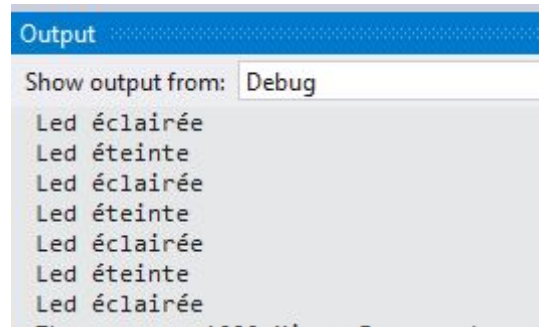 Output
Show output from: Debug
Led éclairée
Led éteinte
Led éclairée
Led éteinte
Led éclairée
Led éteinte
Led éclairée